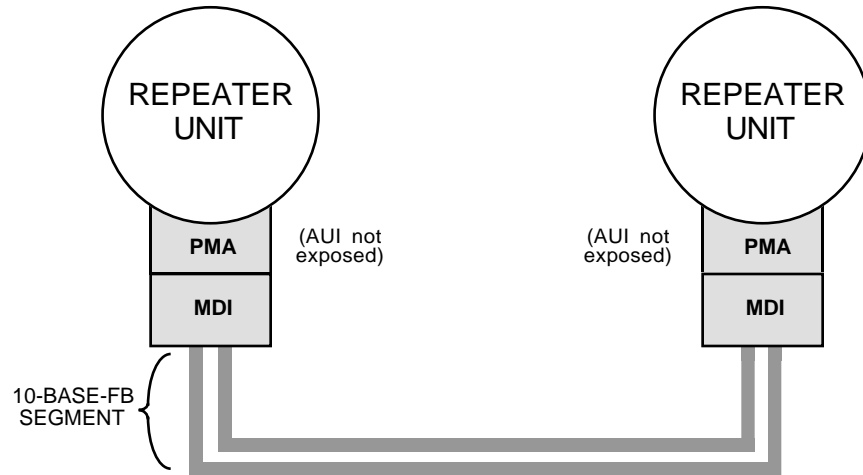 REPEATER
UNIT
PMA
MDI
(AUI not
exposed)
REPEATER
UNIT
(AUI not
exposed)
PMA
MDI
10-BASE-FB
SEGMENT